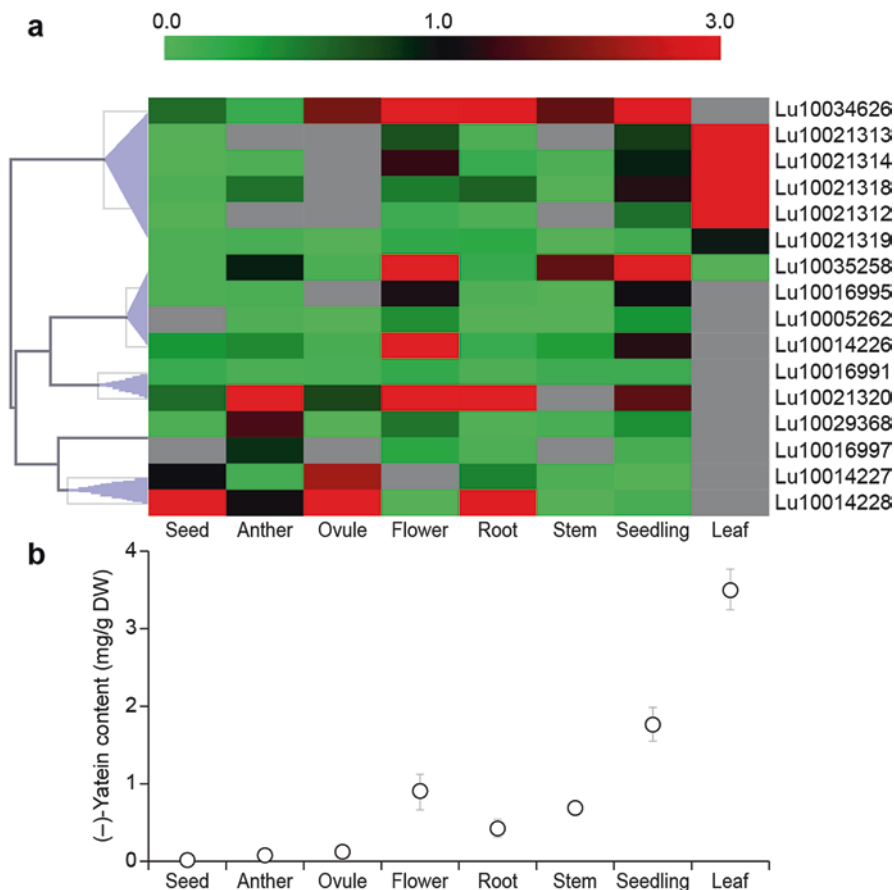 a
0.0 1.0 3.0
Lu10034626
Lu10021313
Lu10021314
Lu10021318
Lu10021312
Lu10021319
Lu10035258
Lu10016995
Lu10005262
Lu10014226
Lu10016991
Lu10021320
Lu10029368
Lu10016997
Lu10014227
Lu10014228
Seed Anther Ovule Flower Root Stem Seedling Leaf
b
(–)-Yatein content (mg/g DW)
4
3
2
1
0
Seed Anther Ovule Flower Root Stem Seedling Leaf